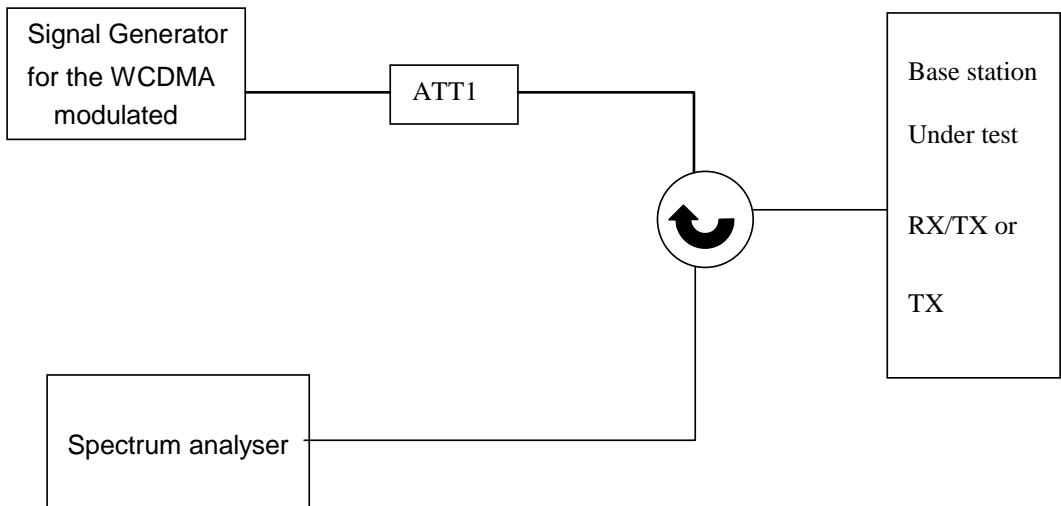 Signal Generator
for the WCDMA
modulated
ATT1
Base station
Under test
RX/TX or
TX
Spectrum analyser